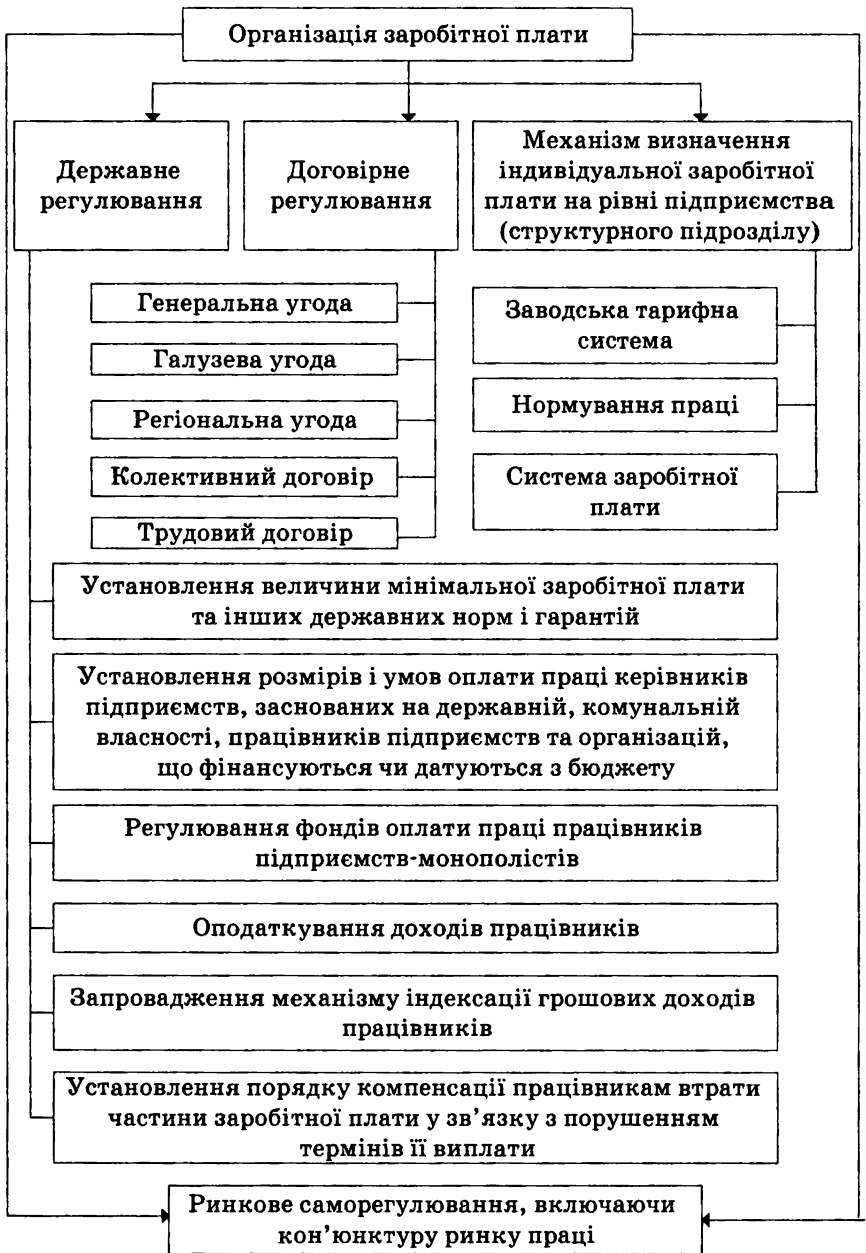 Організація заробітної плати
Державне
регулювання
Договірне
регулювання
Механізм визначення
індивідуальної заробітної
плати на рівні підприємства
(структурного підрозділу)
Генеральна угода
Галузева угода
Регіональна угода
Колективний договір
Трудовий договір
Заводська тарифна
система
Нормування праці
Система заробітної
плати
Установлення величини мінімальної заробітної плати
та інших державних норм і гарантій
Установлення розмірів і умов оплати праці керівників
підприємств, заснованих на державній, комунальній
власності, працівників підприємств та організацій,
що фінансуються чи датуються з бюджету
Регулювання фондів оплати праці працівників
підприємств-монополістів
Оподаткування доходів працівників
Запровадження механізму індексації грошових доходів
працівників
Установлення порядку компенсації працівникам втрати
частини заробітної плати у зв’язку з порушенням
термінів її виплати
Ринкове саморегулювання, включаючи
кон’юнктуру ринку праці